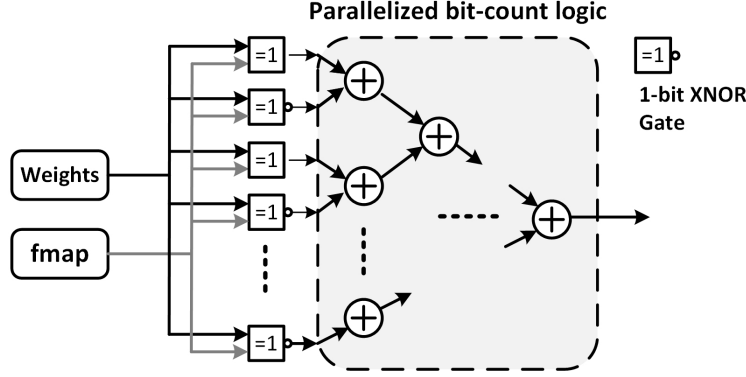 Parallelized bit-count logic
=1
=1
=1
=1
=1
=1
1-bit XNOR
Gate
Weights
fmap